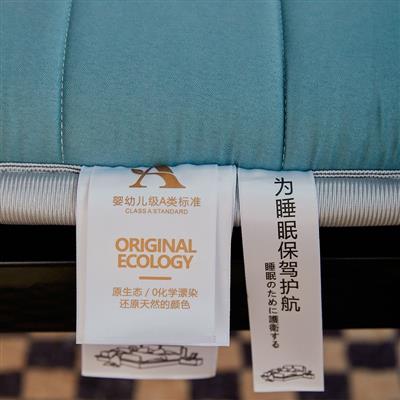 A
婴幼儿级A类标准
CLASS A STANDARD
ORIGINAL
ECOLOGY
原生态/0化学漂染
还原天然的颜色
为睡眠保驾护航
睡眠のために護衛する